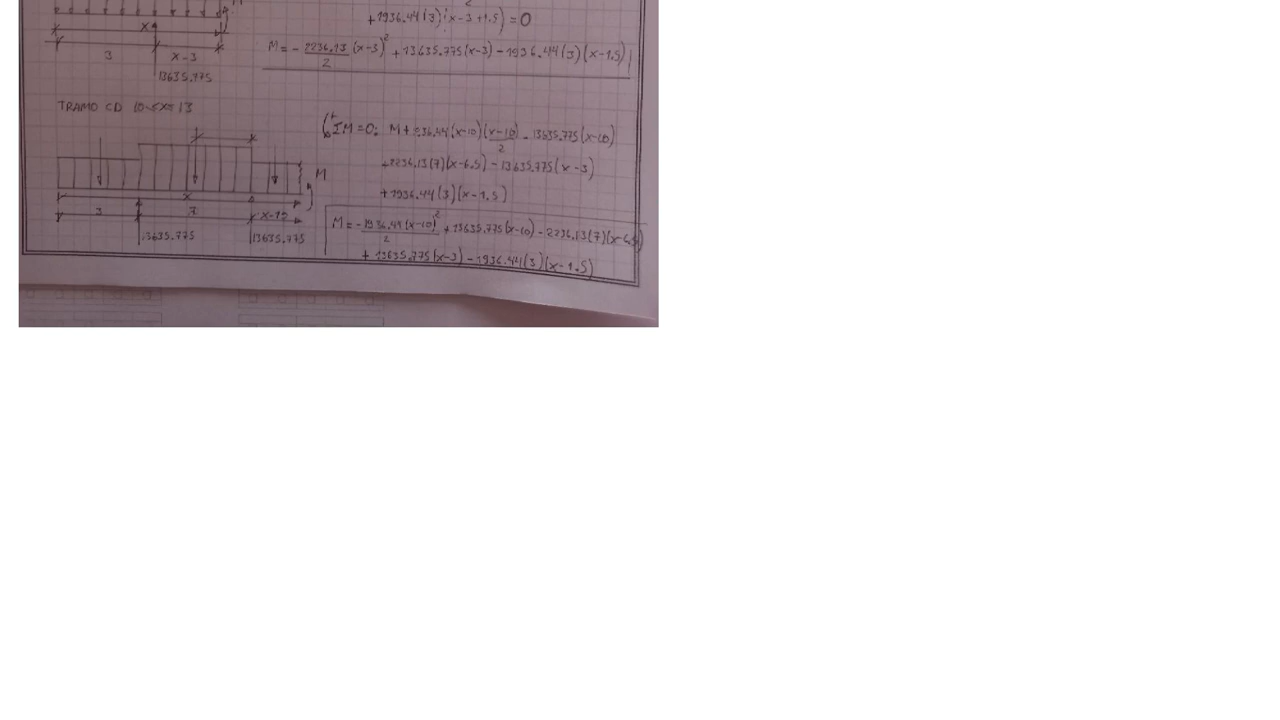 2
+1936.44(3)(x-3+1.5)=0
x
3
x-3
13635.775
M= - 2236.13/2 (x-3)² + 13635.775(x-3) - 1936.44(3)(x-1.5)
TRAMO CD 10<x<13
+ΣM=0: M+ 236.44(x-10)(x-10)/2 - 13635.775(x-10)
+2236.13(7)(x-6.5) - 13635.775(x-3)
+1936.44(3)(x-1.5)
M
x
3
7
13635.775
13635.775
M= -1936.44(x-10)²/2 + 13635.775(x-10) - 2236.13(7)(x-6.5)
+ 13635.775(x-3) - 1936.44(3)(x-1.5)